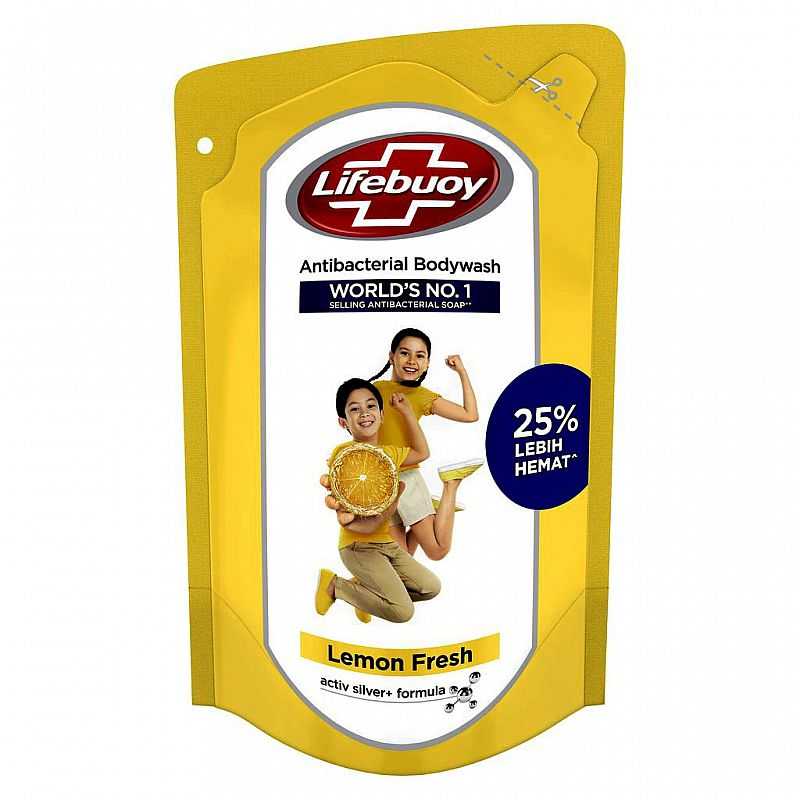 Lifebuoy
Antibacterial Bodywash
WORLD'S NO. 1
SELLING ANTIBACTERIAL SOAP**
25%
LEBIH
HEMAT^
Lemon Fresh
activ silver+ formula